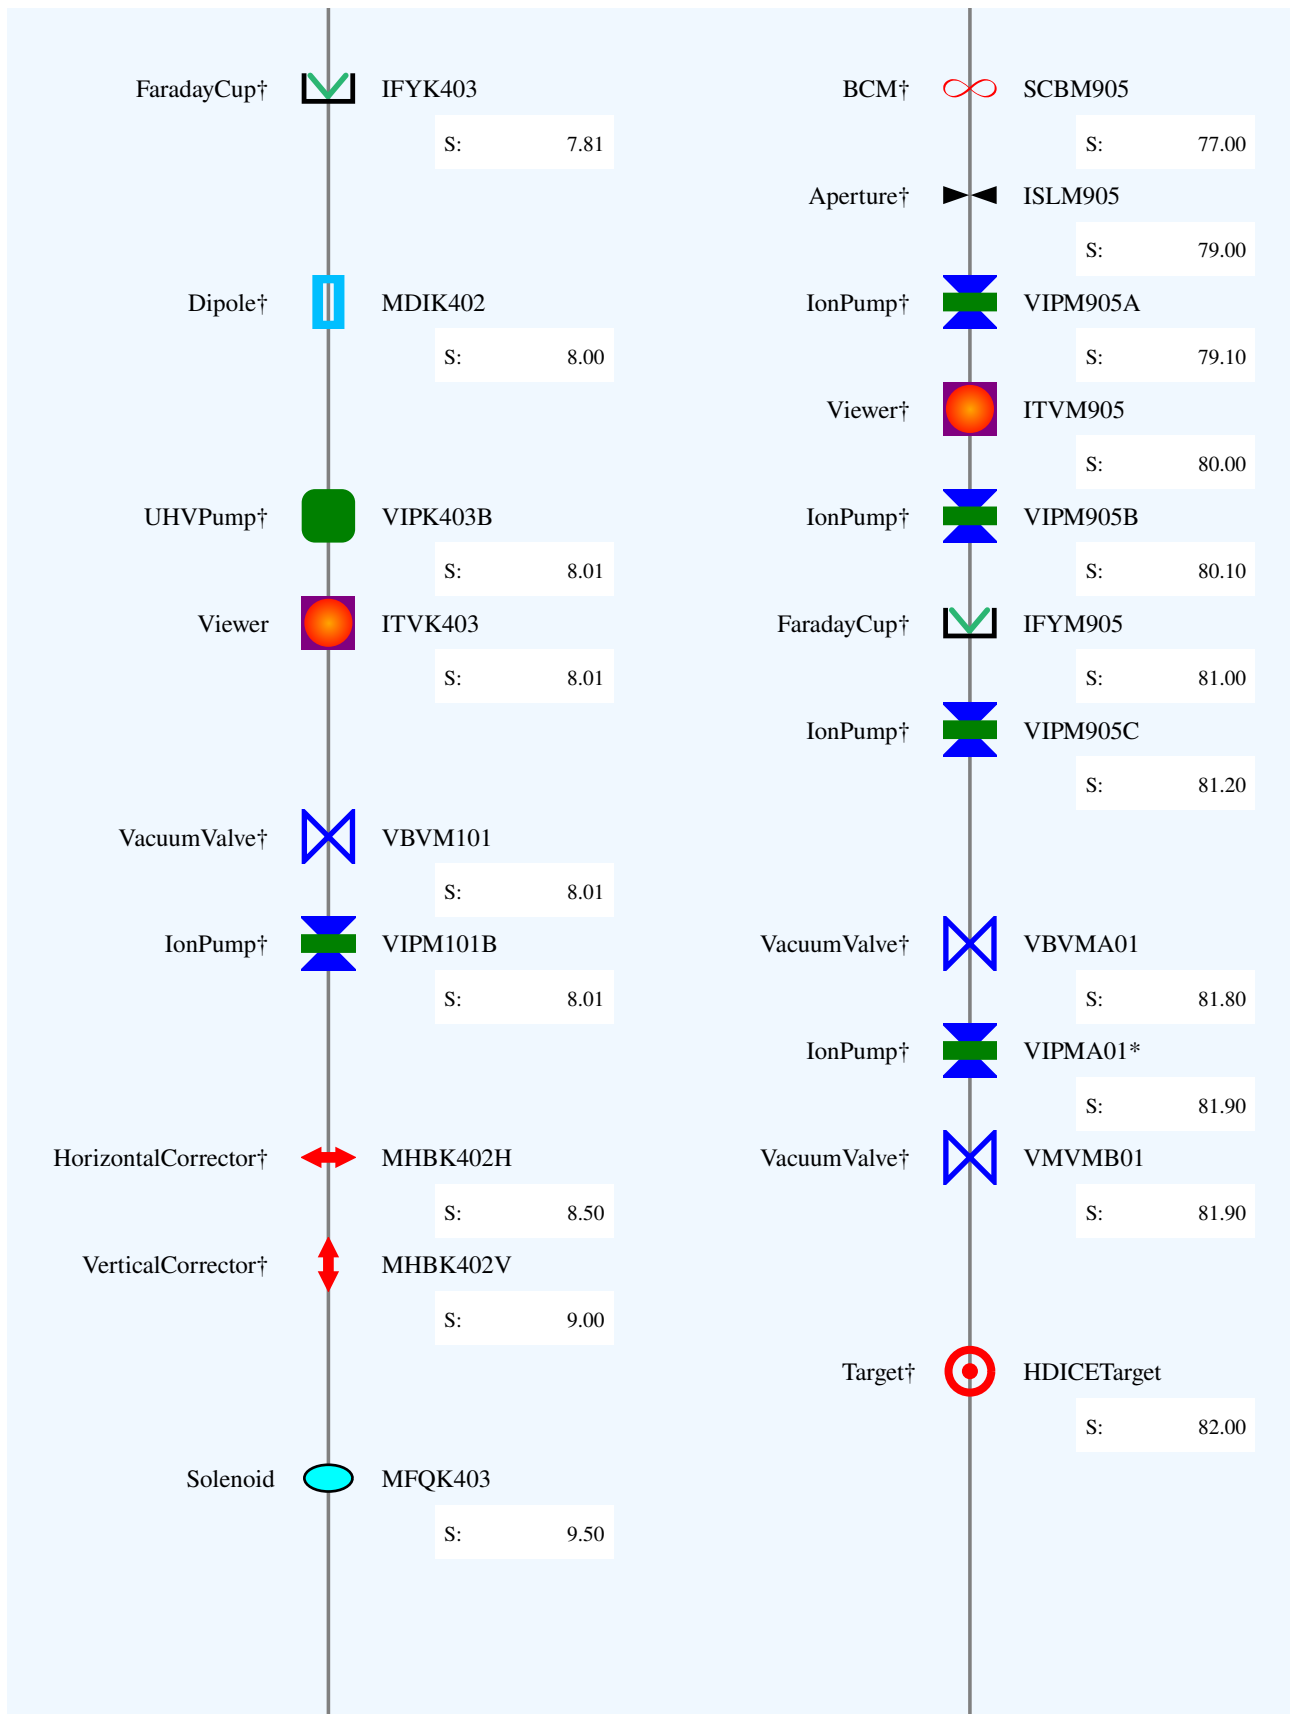 FaradayCup† IFYK403
S: 7.81
Dipole† MDIK402
S: 8.00
UHVPump† VIPK403B
S: 8.01
Viewer ITVK403
S: 8.01
VacuumValve† VBVM101
S: 8.01
IonPump† VIPM101B
S: 8.01
HorizontalCorrector† MHBK402H
S: 8.50
VerticalCorrector† MHBK402V
S: 9.00
Solenoid MFQK403
S: 9.50
BCM† SCBM905
S: 77.00
Aperture† ISLM905
S: 79.00
IonPump† VIPM905A
S: 79.10
Viewer† ITVM905
S: 80.00
IonPump† VIPM905B
S: 80.10
FaradayCup† IFYM905
S: 81.00
IonPump† VIPM905C
S: 81.20
VacuumValve† VBVMA01
S: 81.80
IonPump† VIPMA01*
S: 81.90
VacuumValve† VMVMB01
S: 81.90
Target† HDICETarget
S: 82.00